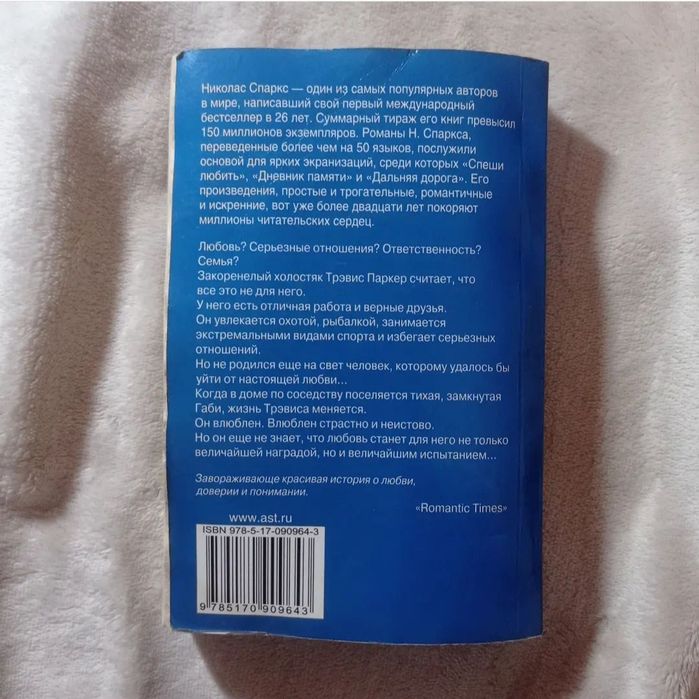 Николас Спаркс — один из самых популярных авторов
в мире, написавший свой первый международный
бестселлер в 26 лет. Суммарный тираж его книг превысил
150 миллионов экземпляров. Романы Н. Спаркса,
переведенные более чем на 50 языков, послужили
основой для ярких экранизаций, среди которых «Спеши
любить», «Дневник памяти» и «Дальняя дорога». Его
произведения, простые и трогательные, романтичные
и искренние, вот уже более двадцати лет покоряют
миллионы читательских сердец.
Любовь? Серьезные отношения? Ответственность?
Семья?
Закоренелый холостяк Трэвис Паркер считает, что
все это не для него.
У него есть отличная работа и верные друзья.
Он увлекается охотой, рыбалкой, занимается
экстремальными видами спорта и избегает серьезных
отношений.
Но не родился еще на свет человек, которому удалось бы
уйти от настоящей любви...
Когда в доме по соседству поселяется тихая, замкнутая
Габи, жизнь Трэвиса меняется.
Он влюблен. Влюблен страстно и неистово.
Но он еще не знает, что любовь станет для него не только
величайшей наградой, но и величайшим испытанием...
Завораживающе красивая история о любви,
доверии и понимании.
«Romantic Times»
www.ast.ru
ISBN 978-5-17-090964-3
9 785170 909643